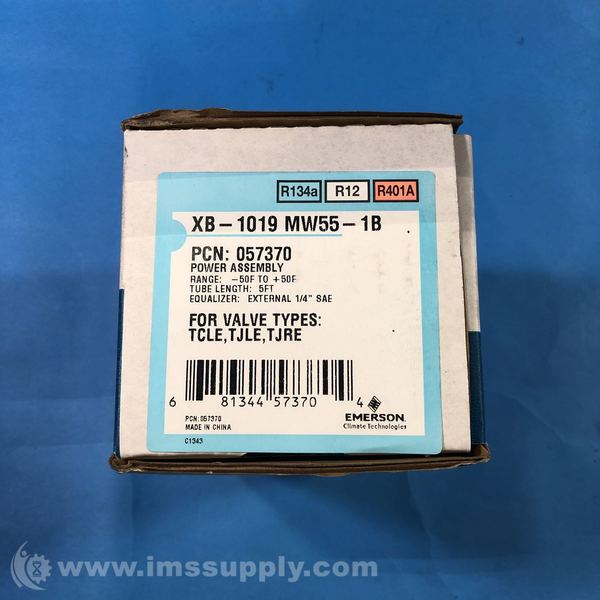 R134a R12 R401A
XB-1019 MW55-1B
PCN: 057370
POWER ASSEMBLY
RANGE: -50F TO +50F
TUBE LENGTH: 5FT
EQUALIZER: EXTERNAL 1/4" SAE
FOR VALVE TYPES:
TCLE,TJLE,TJRE
6 81344 57370 4
PCN: 057370
MADE IN CHINA
C1343
EMERSON
Climate Technologies
www.imssupply.com